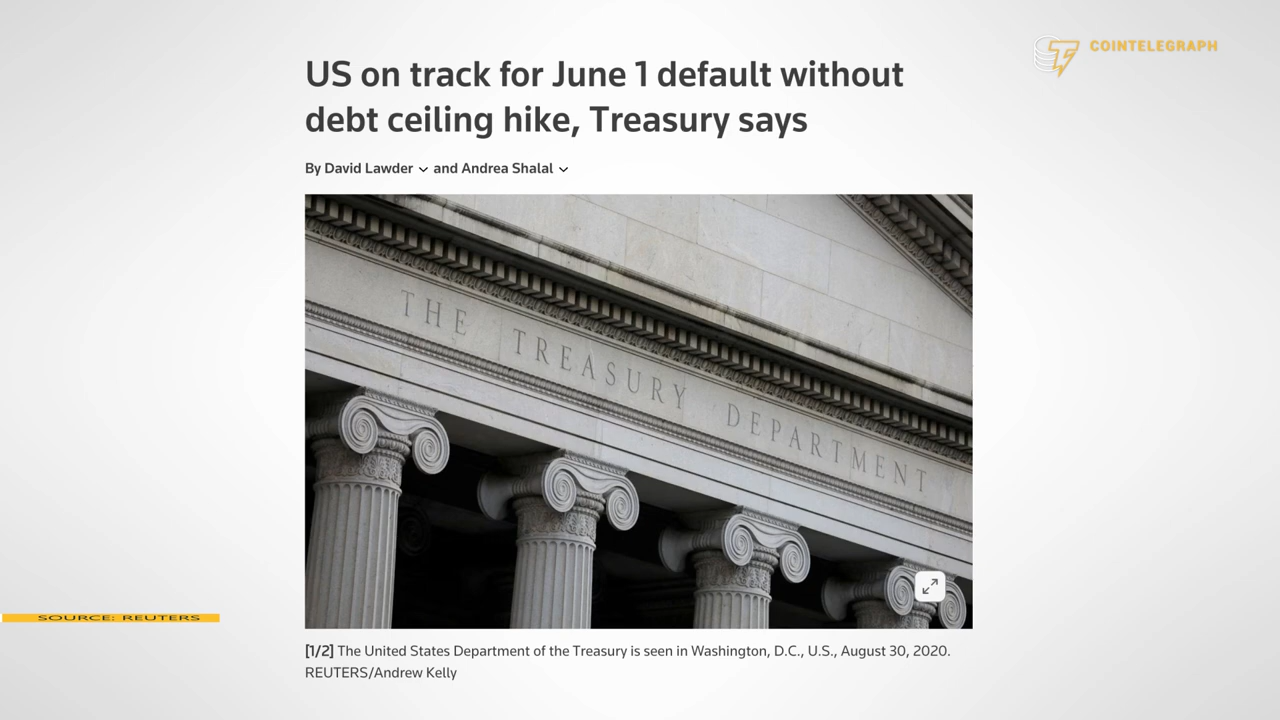 COINTELEGRAPH
US on track for June 1 default without
debt ceiling hike, Treasury says
By David Lawder and Andrea Shalal
THE TREASURY DEPARTMENT
SOURCE: REUTERS
[1/2] The United States Department of the Treasury is seen in Washington, D.C., U.S., August 30, 2020.
REUTERS/Andrew Kelly